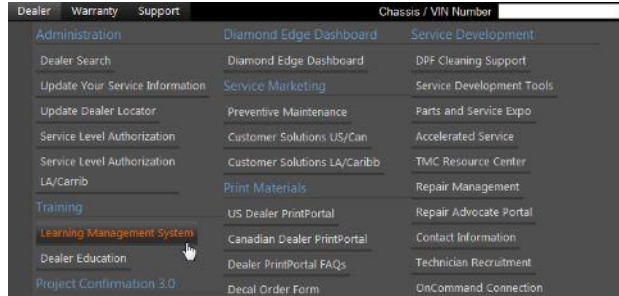 Dealer Warranty Support Chassis / VIN Number
Administration
Dealer Search
Update Your Service Information
Update Dealer Locator
Service Level Authorization
Service Level Authorization
LA/Carrib
Training
Learning Management System
Dealer Education
Project Confirmation 3.0
Diamond Edge Dashboard
Diamond Edge Dashboard
Service Marketing
Preventive Maintenance
Customer Solutions US/Can
Customer Solutions LA/Caribb
Print Materials
US Dealer PrintPortal
Canadian Dealer PrintPortal
Dealer PrintPortal FAQs
Decal Order Form
Service Development
DPF Cleaning Support
Service Development Tools
Parts and Service Expo
Accelerated Service
TMC Resource Center
Repair Management
Repair Advocate Portal
Contact Information
Technician Recruitment
OnCommand Connection